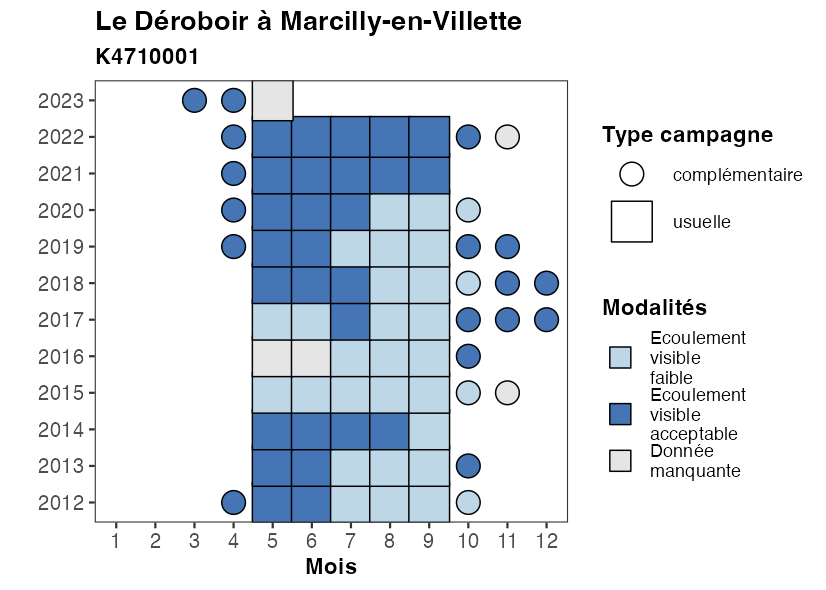 Le Déroboir à Marcilly-en-Villette
K4710001
2023
2022
2021
2020
2019
2018
2017
2016
2015
2014
2013
2012
1 2 3 4 5 6 7 8 9 10 11 12
Mois
Type campagne
complémentaire
usuelle
Modalités
Ecoulement
visible
faible
Ecoulement
visible
acceptable
Donnée
manquante